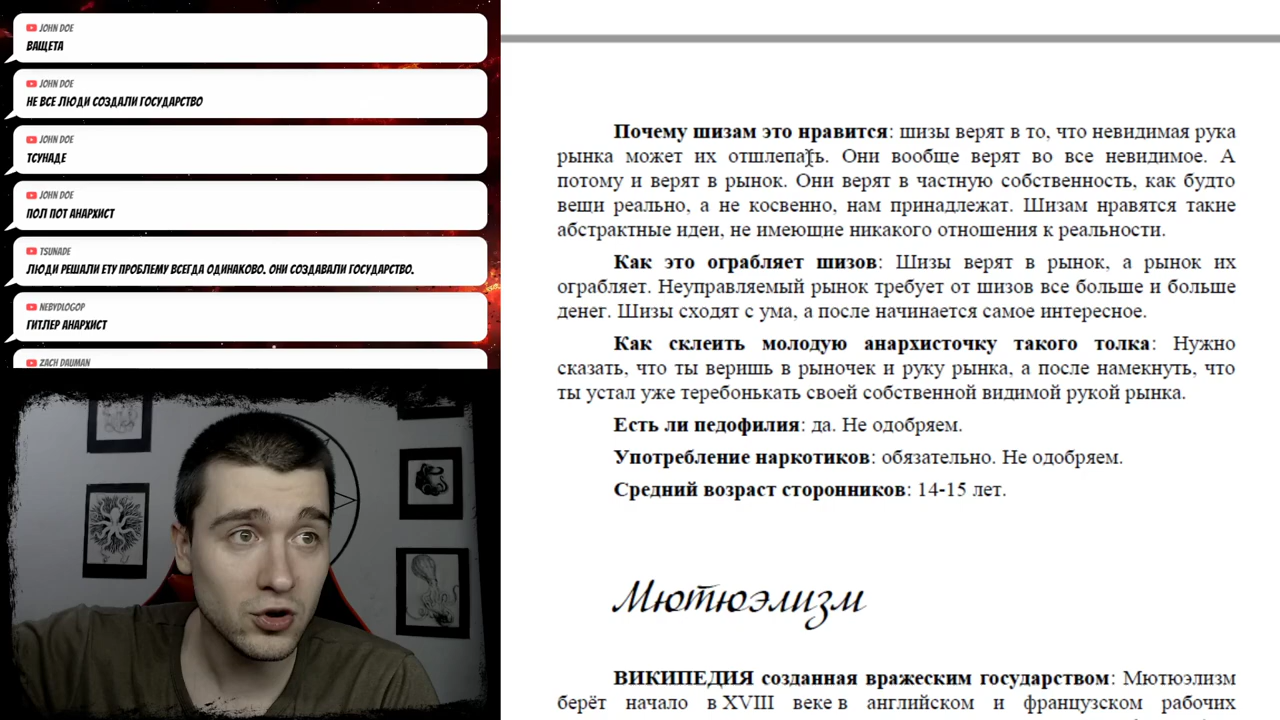 JOHN DOE
ВАЩЕТА
JOHN DOE
НЕ ВСЕ ЛЮДИ СОЗДАЛИ ГОСУДАРСТВО
JOHN DOE
ТСУНАДЕ
JOHN DOE
ПОЛ ПОТ АНАРХИСТ
TSUNADE
ЛЮДИ РЕШАЛИ ЕТУ ПРОБЛЕМУ ВСЕГДА ОДИНАКОВО. ОНИ СОЗДАВАЛИ ГОСУДАРСТВО.
NEBYDLOGOP
ГИТЛЕР АНАРХИСТ
ZACH DAUMAN
Почему шизам это нравится: шизы верят в то, что невидимая рука
рынка может их отшлепать. Они вообще верят во все невидимое. А
потому и верят в рынок. Они верят в частную собственность, как будто
вещи реально, а не косвенно, нам принадлежат. Шизам нравятся такие
абстрактные идеи, не имеющие никакого отношения к реальности.
Как это ограбляет шизов: Шизы верят в рынок, а рынок их
ограбляет. Неуправляемый рынок требует от шизов все больше и больше
денег. Шизы сходят с ума, а после начинается самое интересное.
Как склеить молодую анархисточку такого толка: Нужно
сказать, что ты веришь в рыночек и руку рынка, а после намекнуть, что
ты устал уже теребонькать своей собственной видимой рукой рынка.
Есть ли педофилия: да. Не одобряем.
Употребление наркотиков: обязательно. Не одобряем.
Средний возраст сторонников: 14-15 лет.
Мютюэлизм
ВИКИПЕДИЯ созданная вражеским государством: Мютюэлизм
берёт начало в XVIII веке в английском и французском рабочих